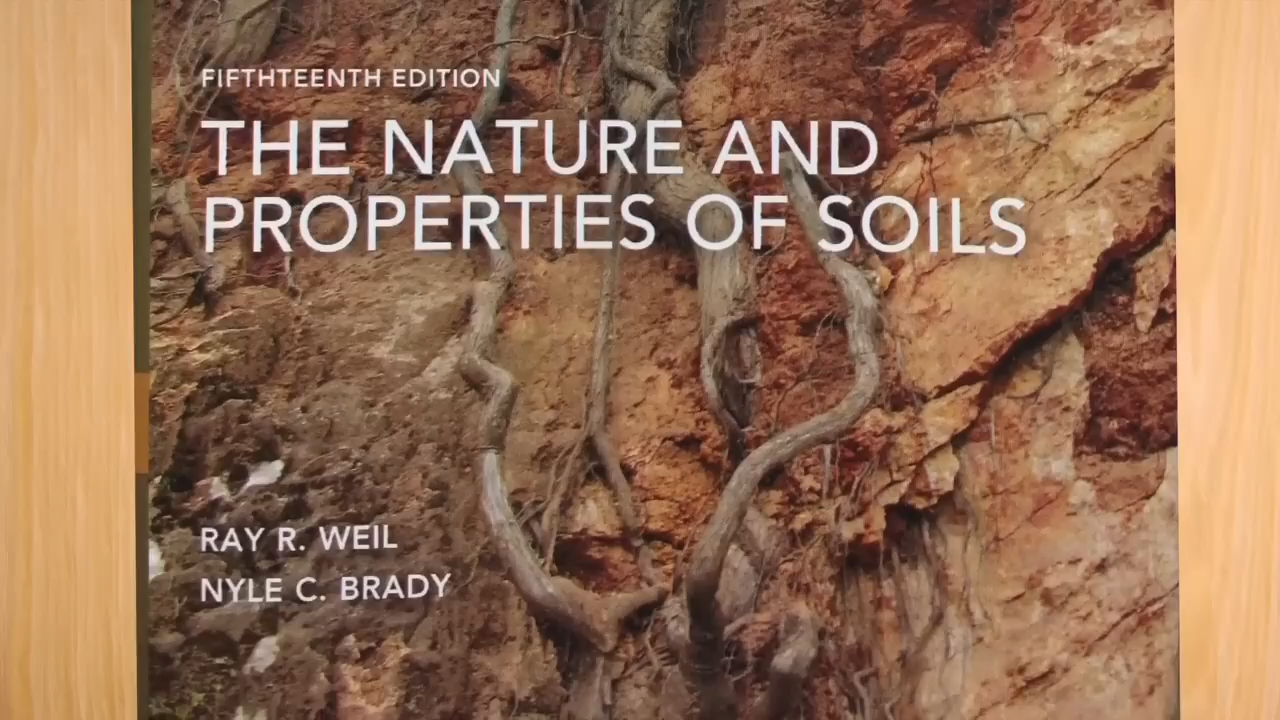 FIFTHTEENTH EDITION
THE NATURE AND
PROPERTIES OF SOILS
RAY R. WEIL
NYLE C. BRADY